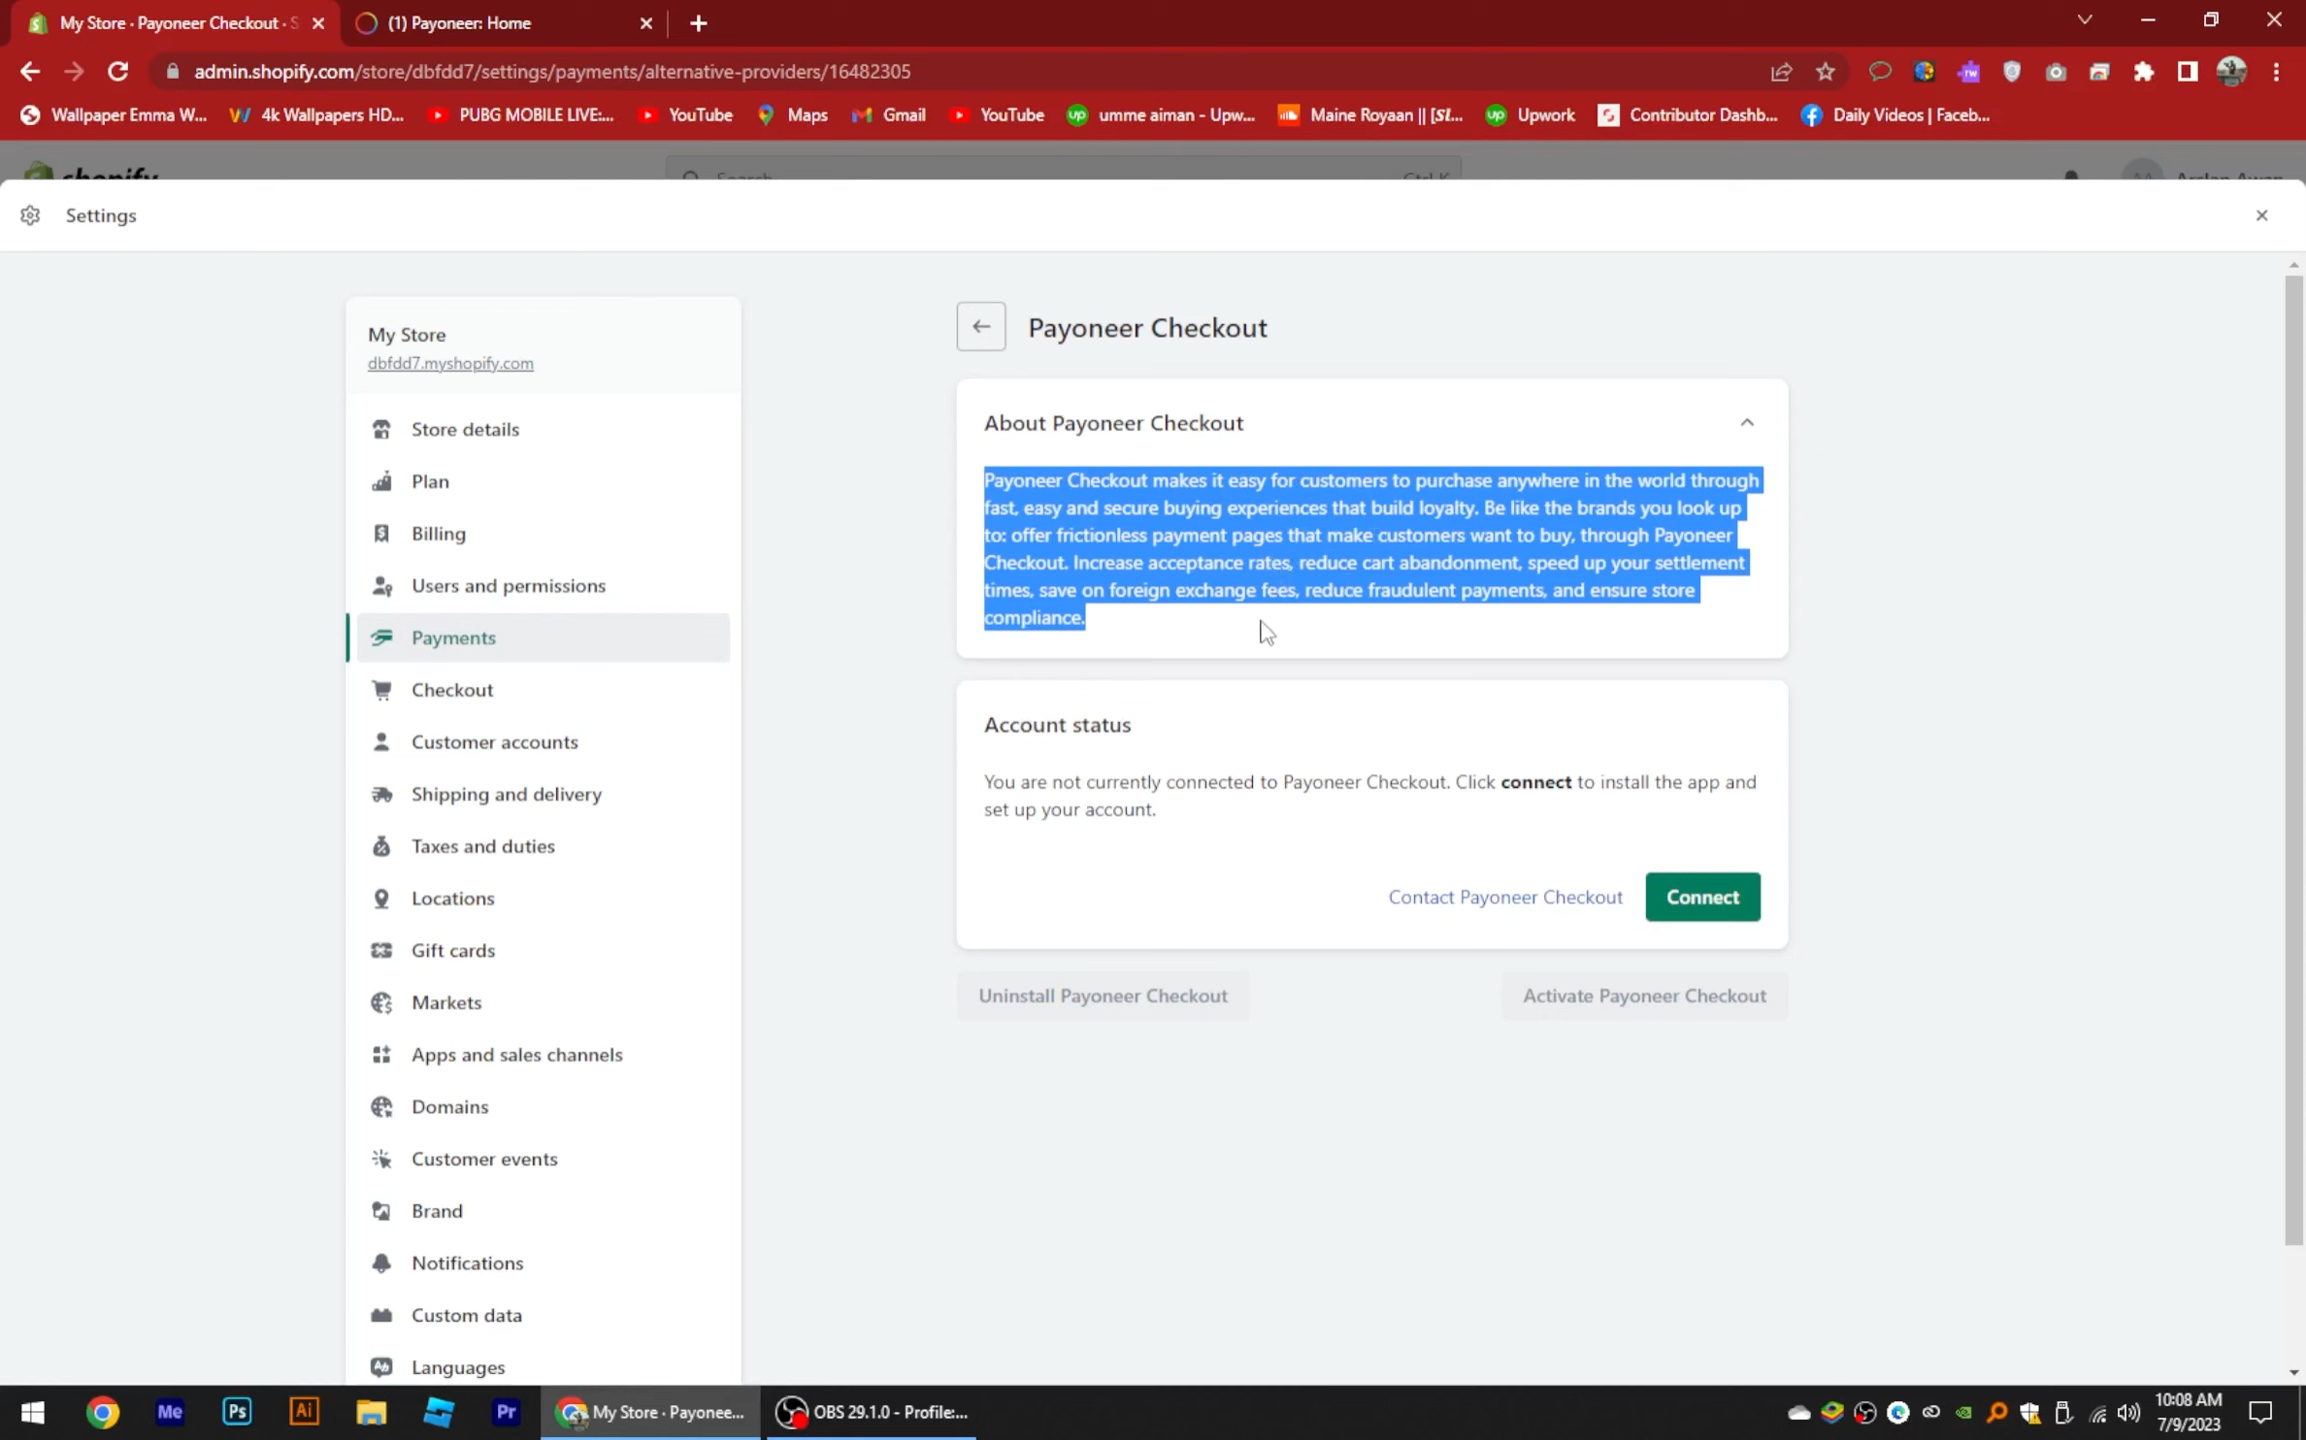 My Store · Payoneer Checkout · S
(1) Payoneer: Home
admin.shopify.com/store/dbfdd7/settings/payments/alternative-providers/16482305
Wallpaper Emma W...
4k Wallpapers HD...
PUBG MOBILE LIVE:...
YouTube
Maps
Gmail
YouTube
umme aiman - Upw...
Maine Royaan || [Sl...
Upwork
Contributor Dashb...
Daily Videos | Faceb...
shopify
Search
Ctrl K
Arslan Awan
Settings
My Store
dbfdd7.myshopify.com
Store details
Plan
Billing
Users and permissions
Payments
Checkout
Customer accounts
Shipping and delivery
Taxes and duties
Locations
Gift cards
Markets
Apps and sales channels
Domains
Customer events
Brand
Notifications
Custom data
Languages
Payoneer Checkout
About Payoneer Checkout
Payoneer Checkout makes it easy for customers to purchase anywhere in the world through
fast, easy and secure buying experiences that build loyalty. Be like the brands you look up
to: offer frictionless payment pages that make customers want to buy, through Payoneer
Checkout. Increase acceptance rates, reduce cart abandonment, speed up your settlement
times, save on foreign exchange fees, reduce fraudulent payments, and ensure store
compliance.
Account status
You are not currently connected to Payoneer Checkout. Click connect to install the app and
set up your account.
Contact Payoneer Checkout
Connect
Uninstall Payoneer Checkout
Activate Payoneer Checkout
Me
Ps
Ai
Pr
My Store · Payonee...
OBS 29.1.0 - Profile:...
10:08 AM
7/9/2023